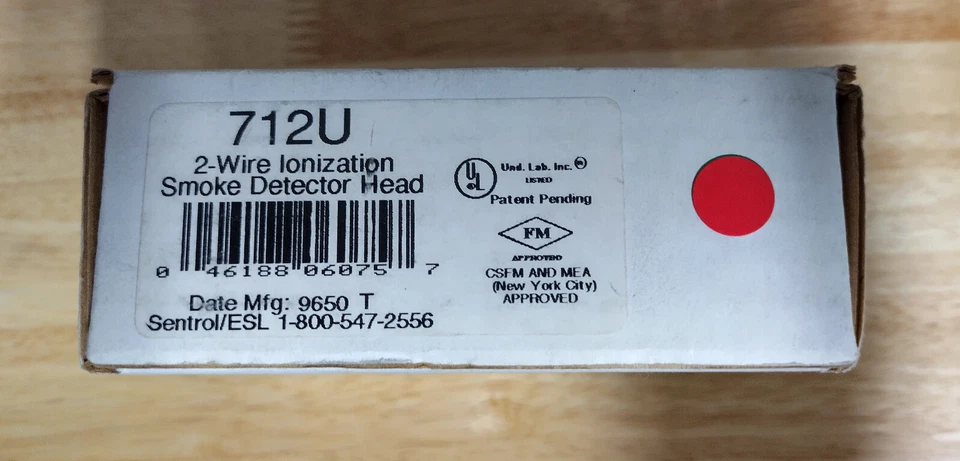 712U
2-Wire Ionization
Smoke Detector Head
0 46188 06075 7
Date Mfg: 9650 T
Sentrol/ESL 1-800-547-2556
UL
Und. Lab. Inc.®
LISTED
Patent Pending
FM
APPROVED
CSFM AND MEA
(New York City)
APPROVED